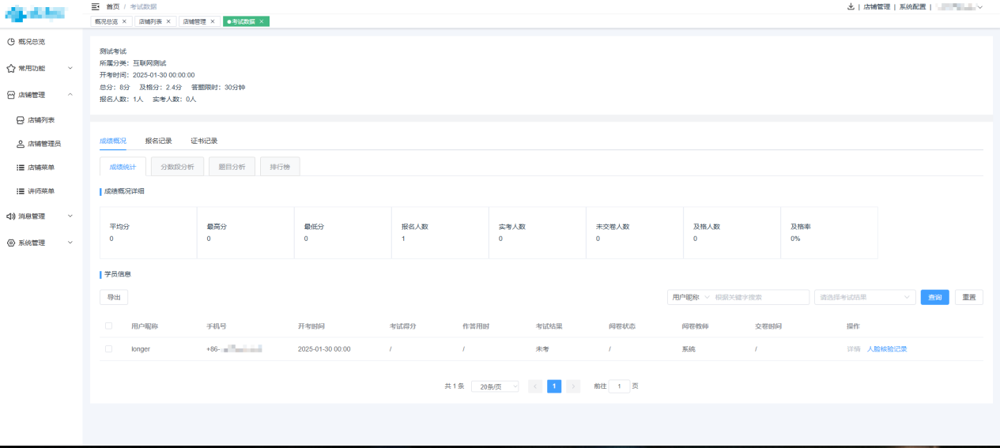 首页 / 考试数据
店铺管理 | 系统配置 |
概况总览 × 店铺列表 × 店铺管理 × 考试数据 ×
概况总览
常用功能
店铺管理
店铺列表
店铺管理员
店铺菜单
讲师菜单
消息管理
系统管理
测试考试
所属分类：互联网测试
开考时间：2025-01-30 00:00:00
总分：8分 及格分：2.4分 答题限时：30分钟
报名人数：1人 实考人数：0人
成绩概况 报名记录 证书记录
成绩统计 分数段分析 题目分析 排行榜
成绩概况详细
平均分 最高分 最低分 报名人数 实考人数 未交卷人数 及格人数 及格率
0 0 0 1 0 0 0 0%
学员信息
导出 用户昵称 根据关键字搜索 请选择考试结果 查询 重置
用户昵称 手机号 开考时间 考试得分 作答用时 考试结果 阅卷状态 阅卷教师 交卷时间 操作
longer +86- 2025-01-30 00:00 / / 未考 / 系统 / 详情 人脸核验记录
共 1 条 20条/页 < 1 > 前往 1 页